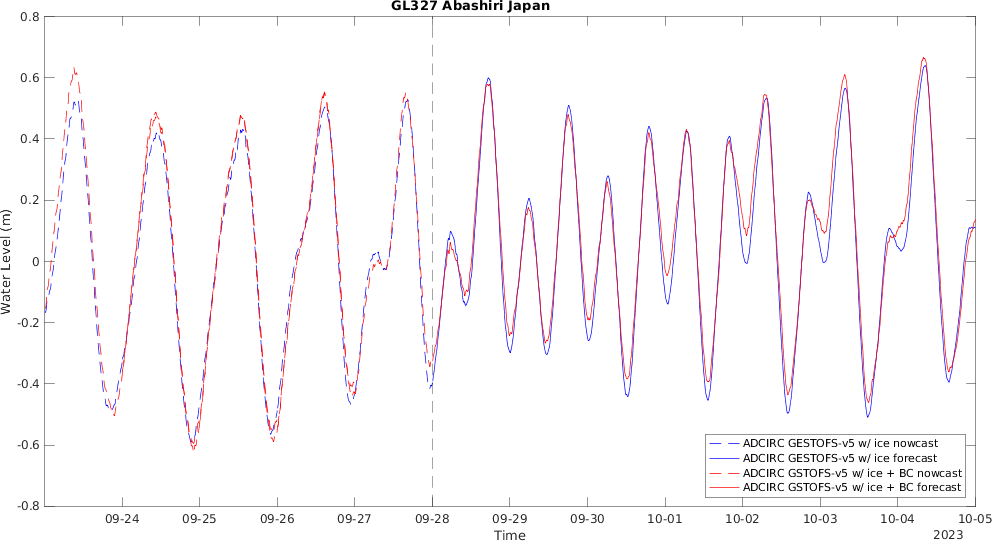 GL327 Abashiri Japan
0.8
0.6
0.4
0.2
0
-0.2
-0.4
-0.6
-0.8
Water Level (m)
ADCIRC GESTOFS-v5 w/ ice nowcast
ADCIRC GESTOFS-v5 w/ ice forecast
ADCIRC GSTOFS-v5 w/ ice + BC nowcast
ADCIRC GSTOFS-v5 w/ ice + BC forecast
09-24 09-25 09-26 09-27 09-28 09-29 09-30 10-01 10-02 10-03 10-04 10-05
Time
2023